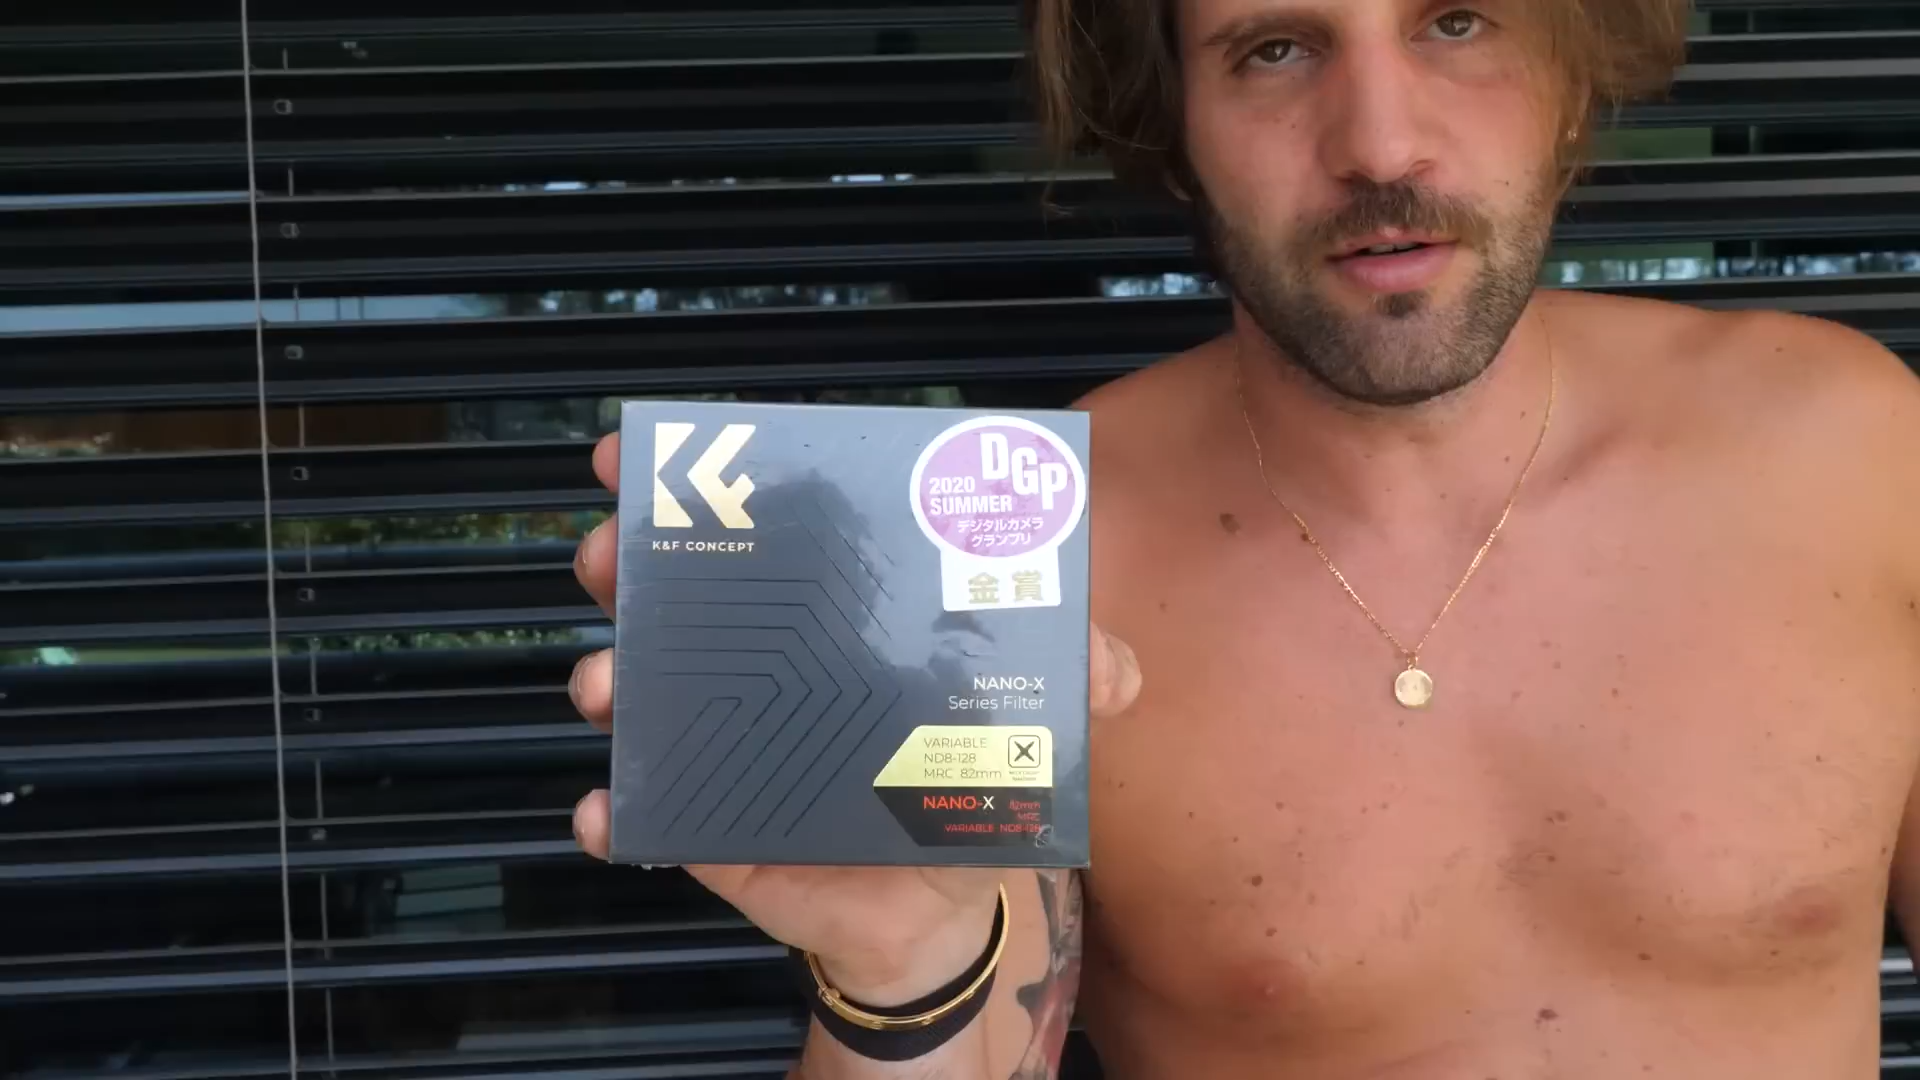 K&F CONCEPT
DGP
2020
SUMMER
デジタルカメラ
グランプリ
金賞
NANO-X
Series Filter
VARIABLE
ND8-128
MRC 82mm
NANO-X 82mm
MRC
VARIABLE ND8-128